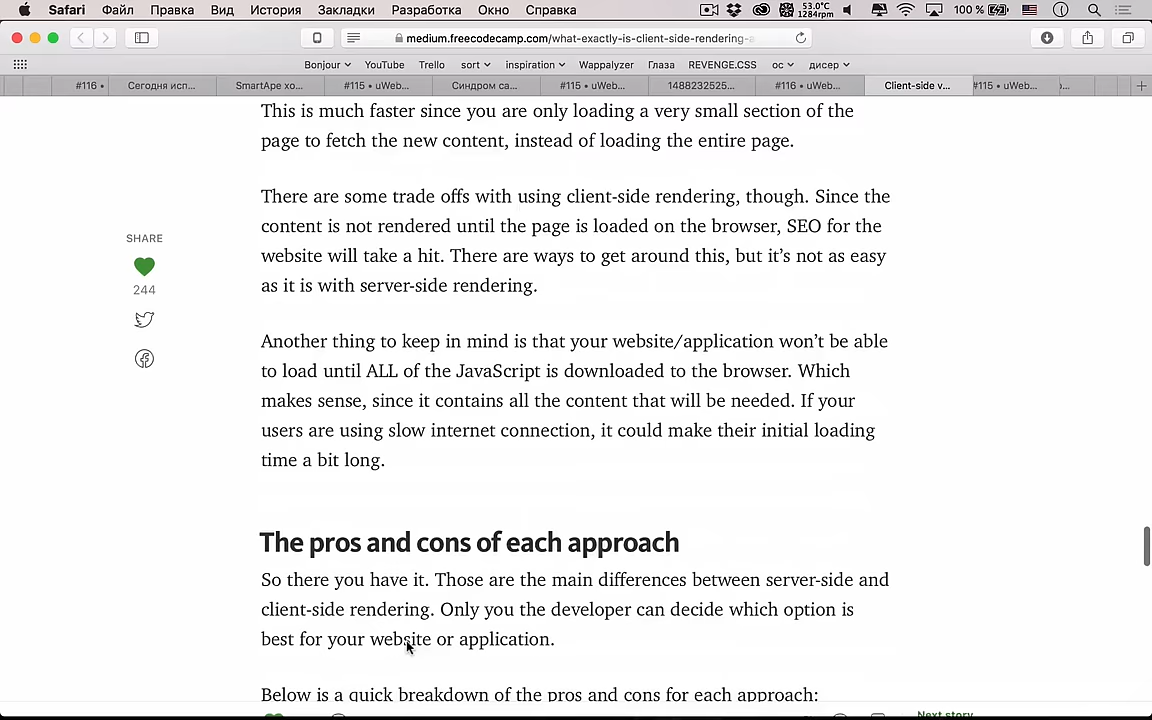 Safari Файл Правка Вид История Закладки Разработка Окно Справка 53.0°C 1284rpm 100 %
medium.freecodecamp.com/what-exactly-is-client-side-rendering-a
Bonjour YouTube Trello sort inspiration Wappalyzer Глаза REVENGE.CSS ос дисер
#116 • Сегодня исп... SmartApe хо... #115 • uWeb... Синдром са... #115 • uWeb... 1488232525... #116 • uWeb... Client-side v... #115 • uWeb...
This is much faster since you are only loading a very small section of the
page to fetch the new content, instead of loading the entire page.
There are some trade offs with using client-side rendering, though. Since the
content is not rendered until the page is loaded on the browser, SEO for the
website will take a hit. There are ways to get around this, but it’s not as easy
as it is with server-side rendering.
SHARE
244
Another thing to keep in mind is that your website/application won’t be able
to load until ALL of the JavaScript is downloaded to the browser. Which
makes sense, since it contains all the content that will be needed. If your
users are using slow internet connection, it could make their initial loading
time a bit long.
The pros and cons of each approach
So there you have it. Those are the main differences between server-side and
client-side rendering. Only you the developer can decide which option is
best for your website or application.
Below is a quick breakdown of the pros and cons for each approach:
Next story